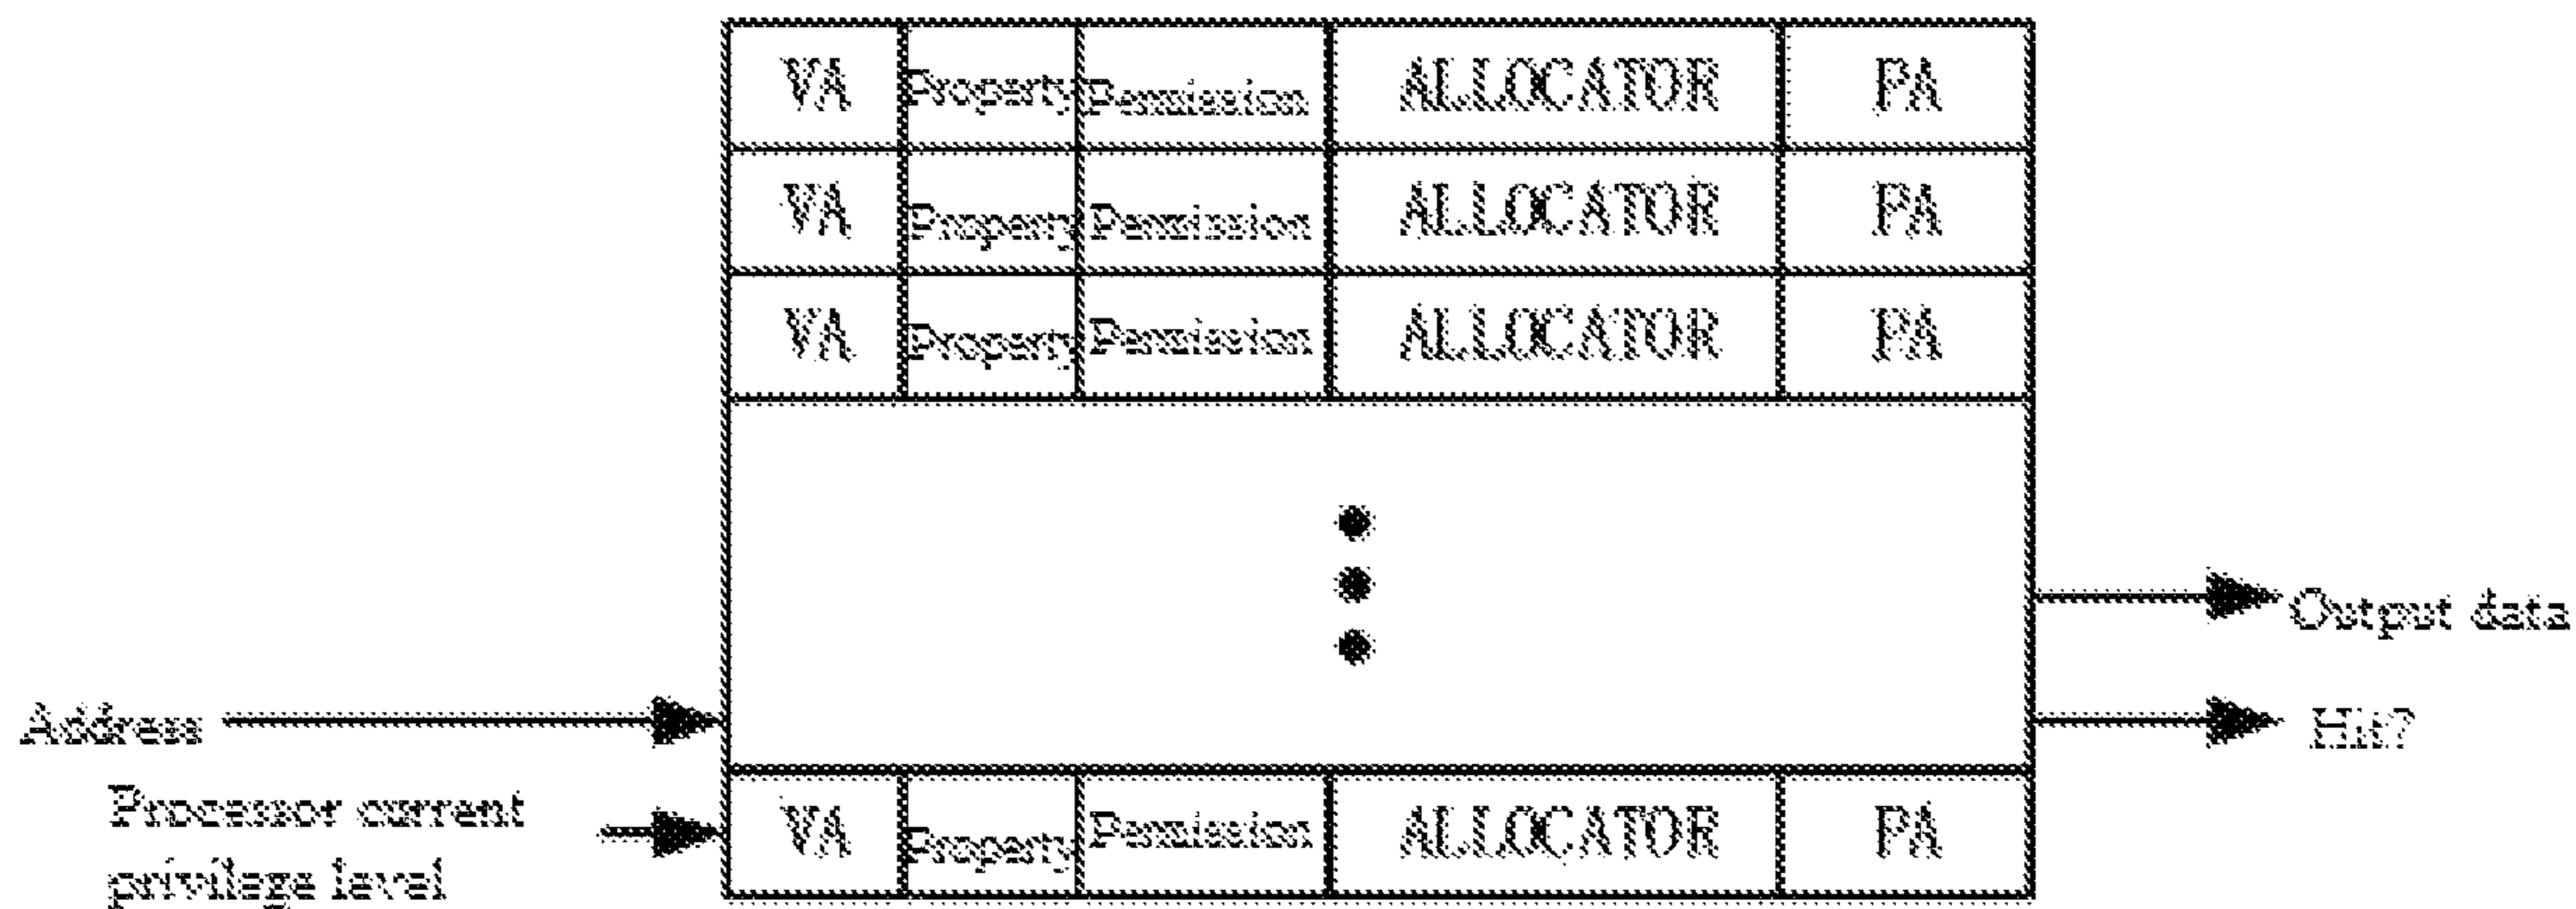 VA Property Permission ALLOCATOR PA
VA Property Permission ALLOCATOR PA
VA Property Permission ALLOCATOR PA
Output data
Address
Hit?
Processor current
privilege level
VA Property Permission ALLOCATOR PA